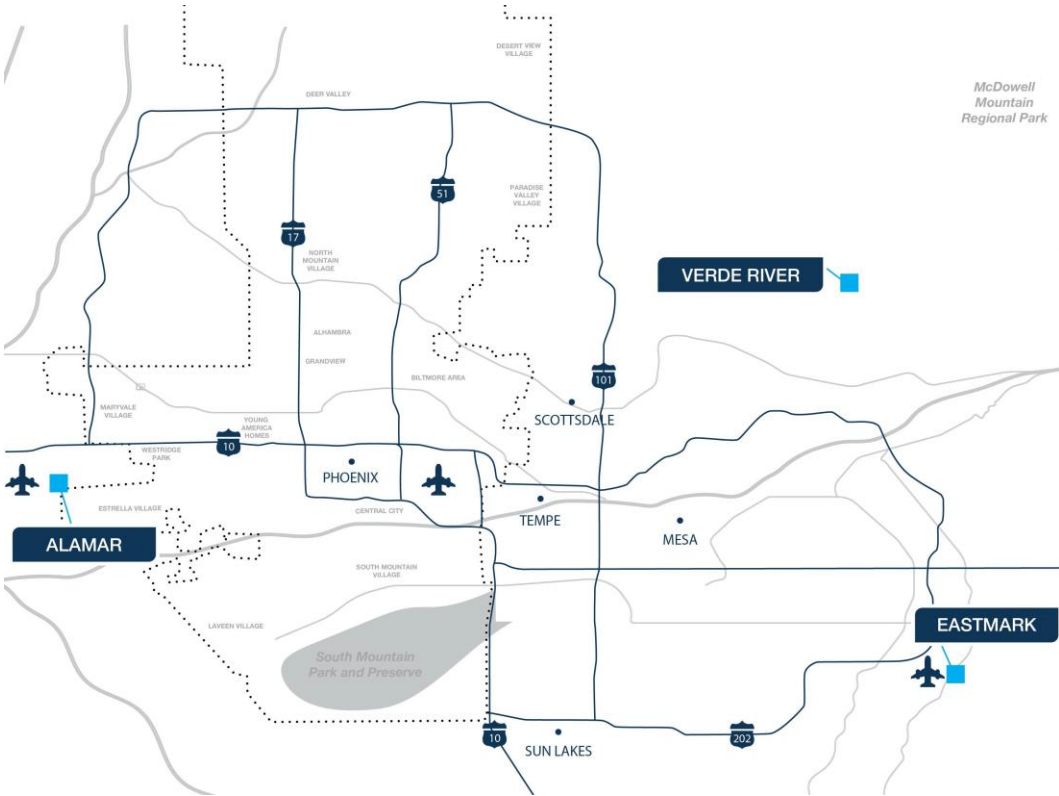 DESERT VIEW
VILLAGE
McDowell
Mountain
Regional Park
DEER VALLEY
51
PARADISE
VALLEY
VILLAGE
17
NORTH
MOUNTAIN
VILLAGE
VERDE RIVER
ALHAMBRA
GRANDVIEW
BILTMORE AREA
101
MARYVALE
VILLAGE
SCOTTSDALE
YOUNG
AMERICA
HOMES
10
WESTRIDGE
PARK
PHOENIX
ESTRELLA VILLAGE
CENTRAL CITY
TEMPE
MESA
ALAMAR
SOUTH MOUNTAIN
VILLAGE
LAVEEN VILLAGE
EASTMARK
South Mountain
Park and Preserve
10
SUN LAKES
202